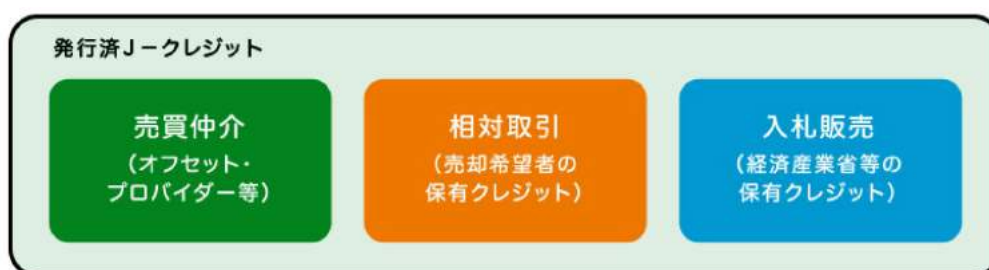 発行済J－クレジット
売買仲介
（オフセット・
プロバイダー等）
相対取引
（売却希望者の
保有クレジット）
入札販売
（経済産業省等の
保有クレジット）